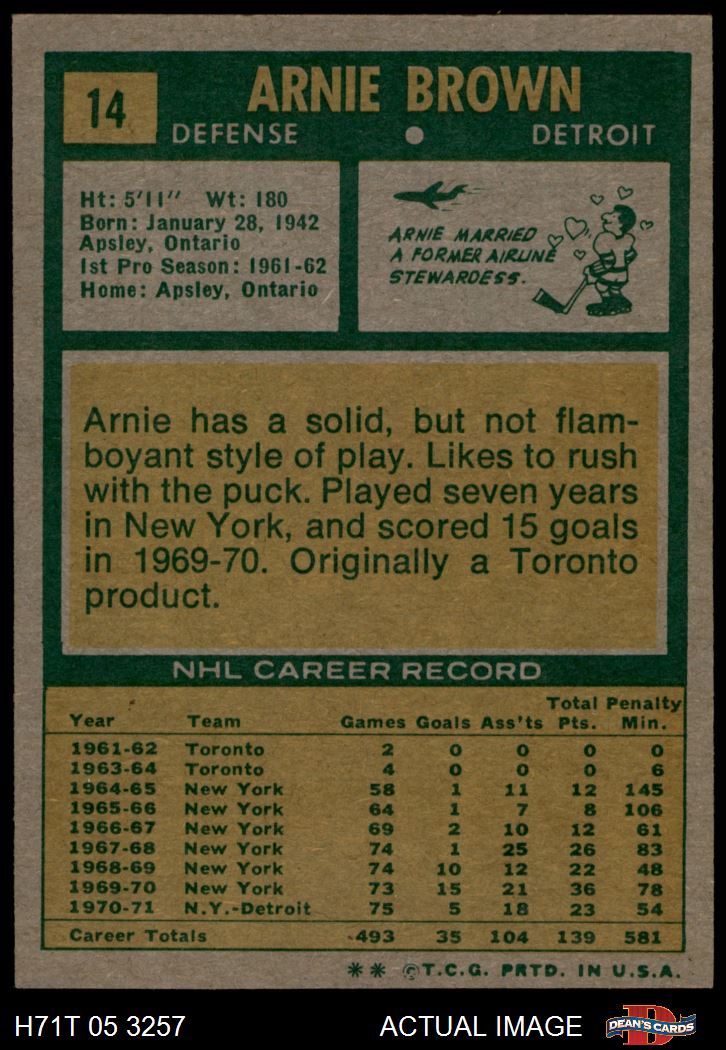 14
ARNIE BROWN
DEFENSE ● DETROIT
Ht: 5'11" Wt: 180
Born: January 28, 1942
Apsley, Ontario
1st Pro Season: 1961-62
Home: Apsley, Ontario
ARNIE MARRIED
A FORMER AIRLINE
STEWARDESS.
Arnie has a solid, but not flam-
boyant style of play. Likes to rush
with the puck. Played seven years
in New York, and scored 15 goals
in 1969-70. Originally a Toronto
product.
NHL CAREER RECORD
Total Penalty
Year Team Games Goals Ass'ts Pts. Min.
1961-62 Toronto 2 0 0 0 0
1963-64 Toronto 4 0 0 0 6
1964-65 New York 58 1 11 12 145
1965-66 New York 64 1 7 8 106
1966-67 New York 69 2 10 12 61
1967-68 New York 74 1 25 26 83
1968-69 New York 74 10 12 22 48
1969-70 New York 73 15 21 36 78
1970-71 N.Y.-Detroit 75 5 18 23 54
Career Totals 493 35 104 139 581
** ©T.C.G. PRTD. IN U.S.A.
H71T 05 3257 ACTUAL IMAGE D DEAN'S CARDS